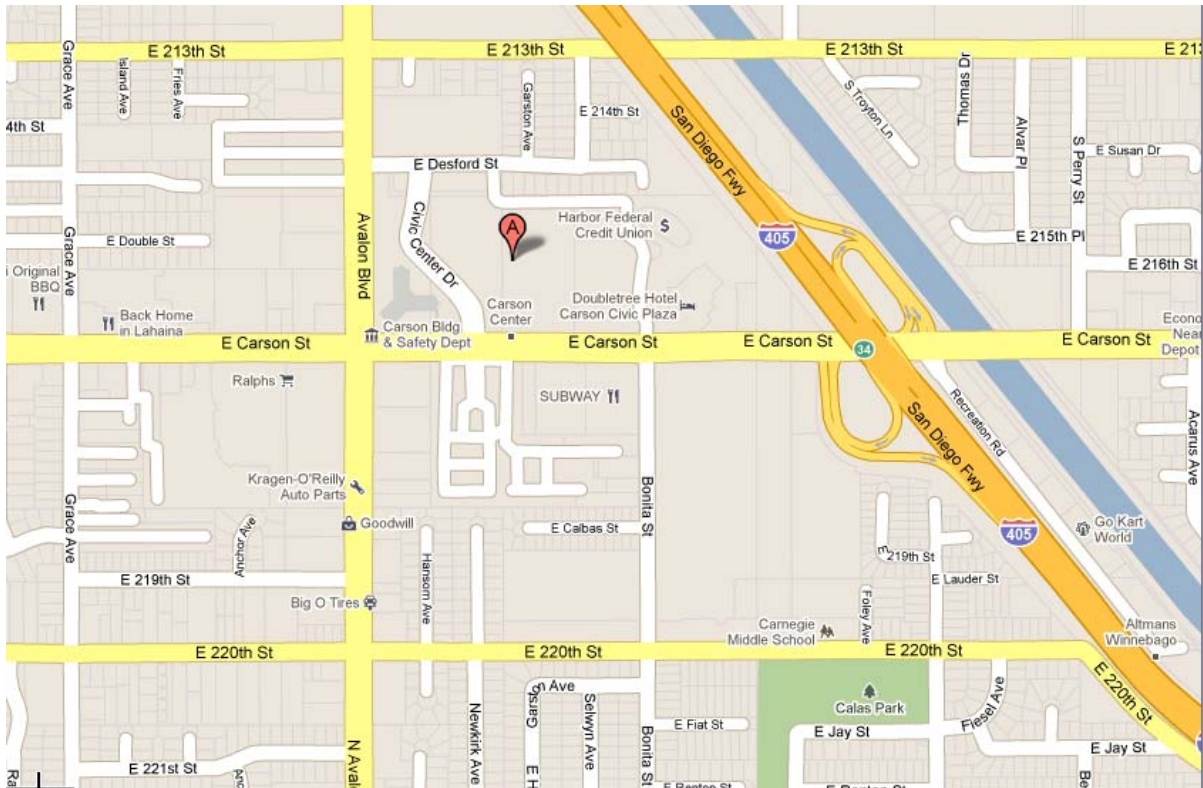 E 213th St
E 213th St
E 213th St
E 213
Grace Ave
Island Ave
Fries Ave
Garston Ave
E 214th St
San Diego Fwy
S Troyton Ln
Thomas Dr
Alvar Pl
S Perry St
4th St
E Desford St
E Susan Dr
Avalon Blvd
Civic Center Dr
A
Harbor Federal
Credit Union
$
405
E 215th Pl
E 216th St
Grace Ave
E Double St
i Original
BBQ
Back Home
in Lahaina
Carson
Center
Doubletree Hotel
Carson Civic Plaza
Carson Bldg
& Safety Dept
Econo
Near
Depot
E Carson St
E Carson St
E Carson St
E Carson St
34
Ralphs
SUBWAY
San Diego Fwy
Recreation Rd
Acarus Ave
Kragen-O'Reilly
Auto Parts
Bonita St
Grace Ave
Anchor Ave
Goodwill
E Calbas St
405
Go Kart
World
Hansom Ave
E 219th St
E 219th St
E Lauder St
Big O Tires
Foley Ave
Carnegie
Middle School
Altmans
Winnebago
E 220th St
E 220th St
E 220th St
E 220th St
n Ave
Selwyn Ave
Newkirk Ave
Calas Park
Fiesel Ave
E Fiat St
E Jay St
E Jay St
Bonita St
N Avalo
E 221st St
E H
Be
Ra